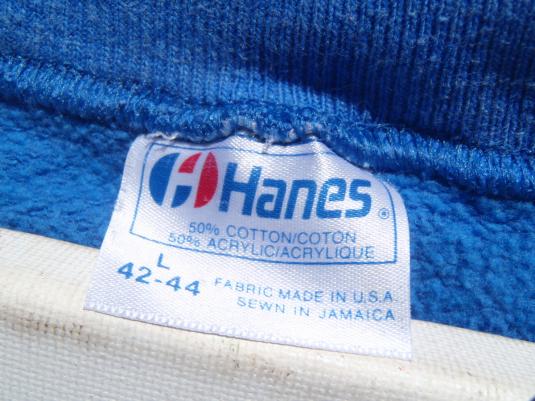 Hanes®
50% COTTON/COTON
50% ACRYLIC/ACRYLIQUE
L
42-44
FABRIC MADE IN U.S.A.
SEWN IN JAMAICA